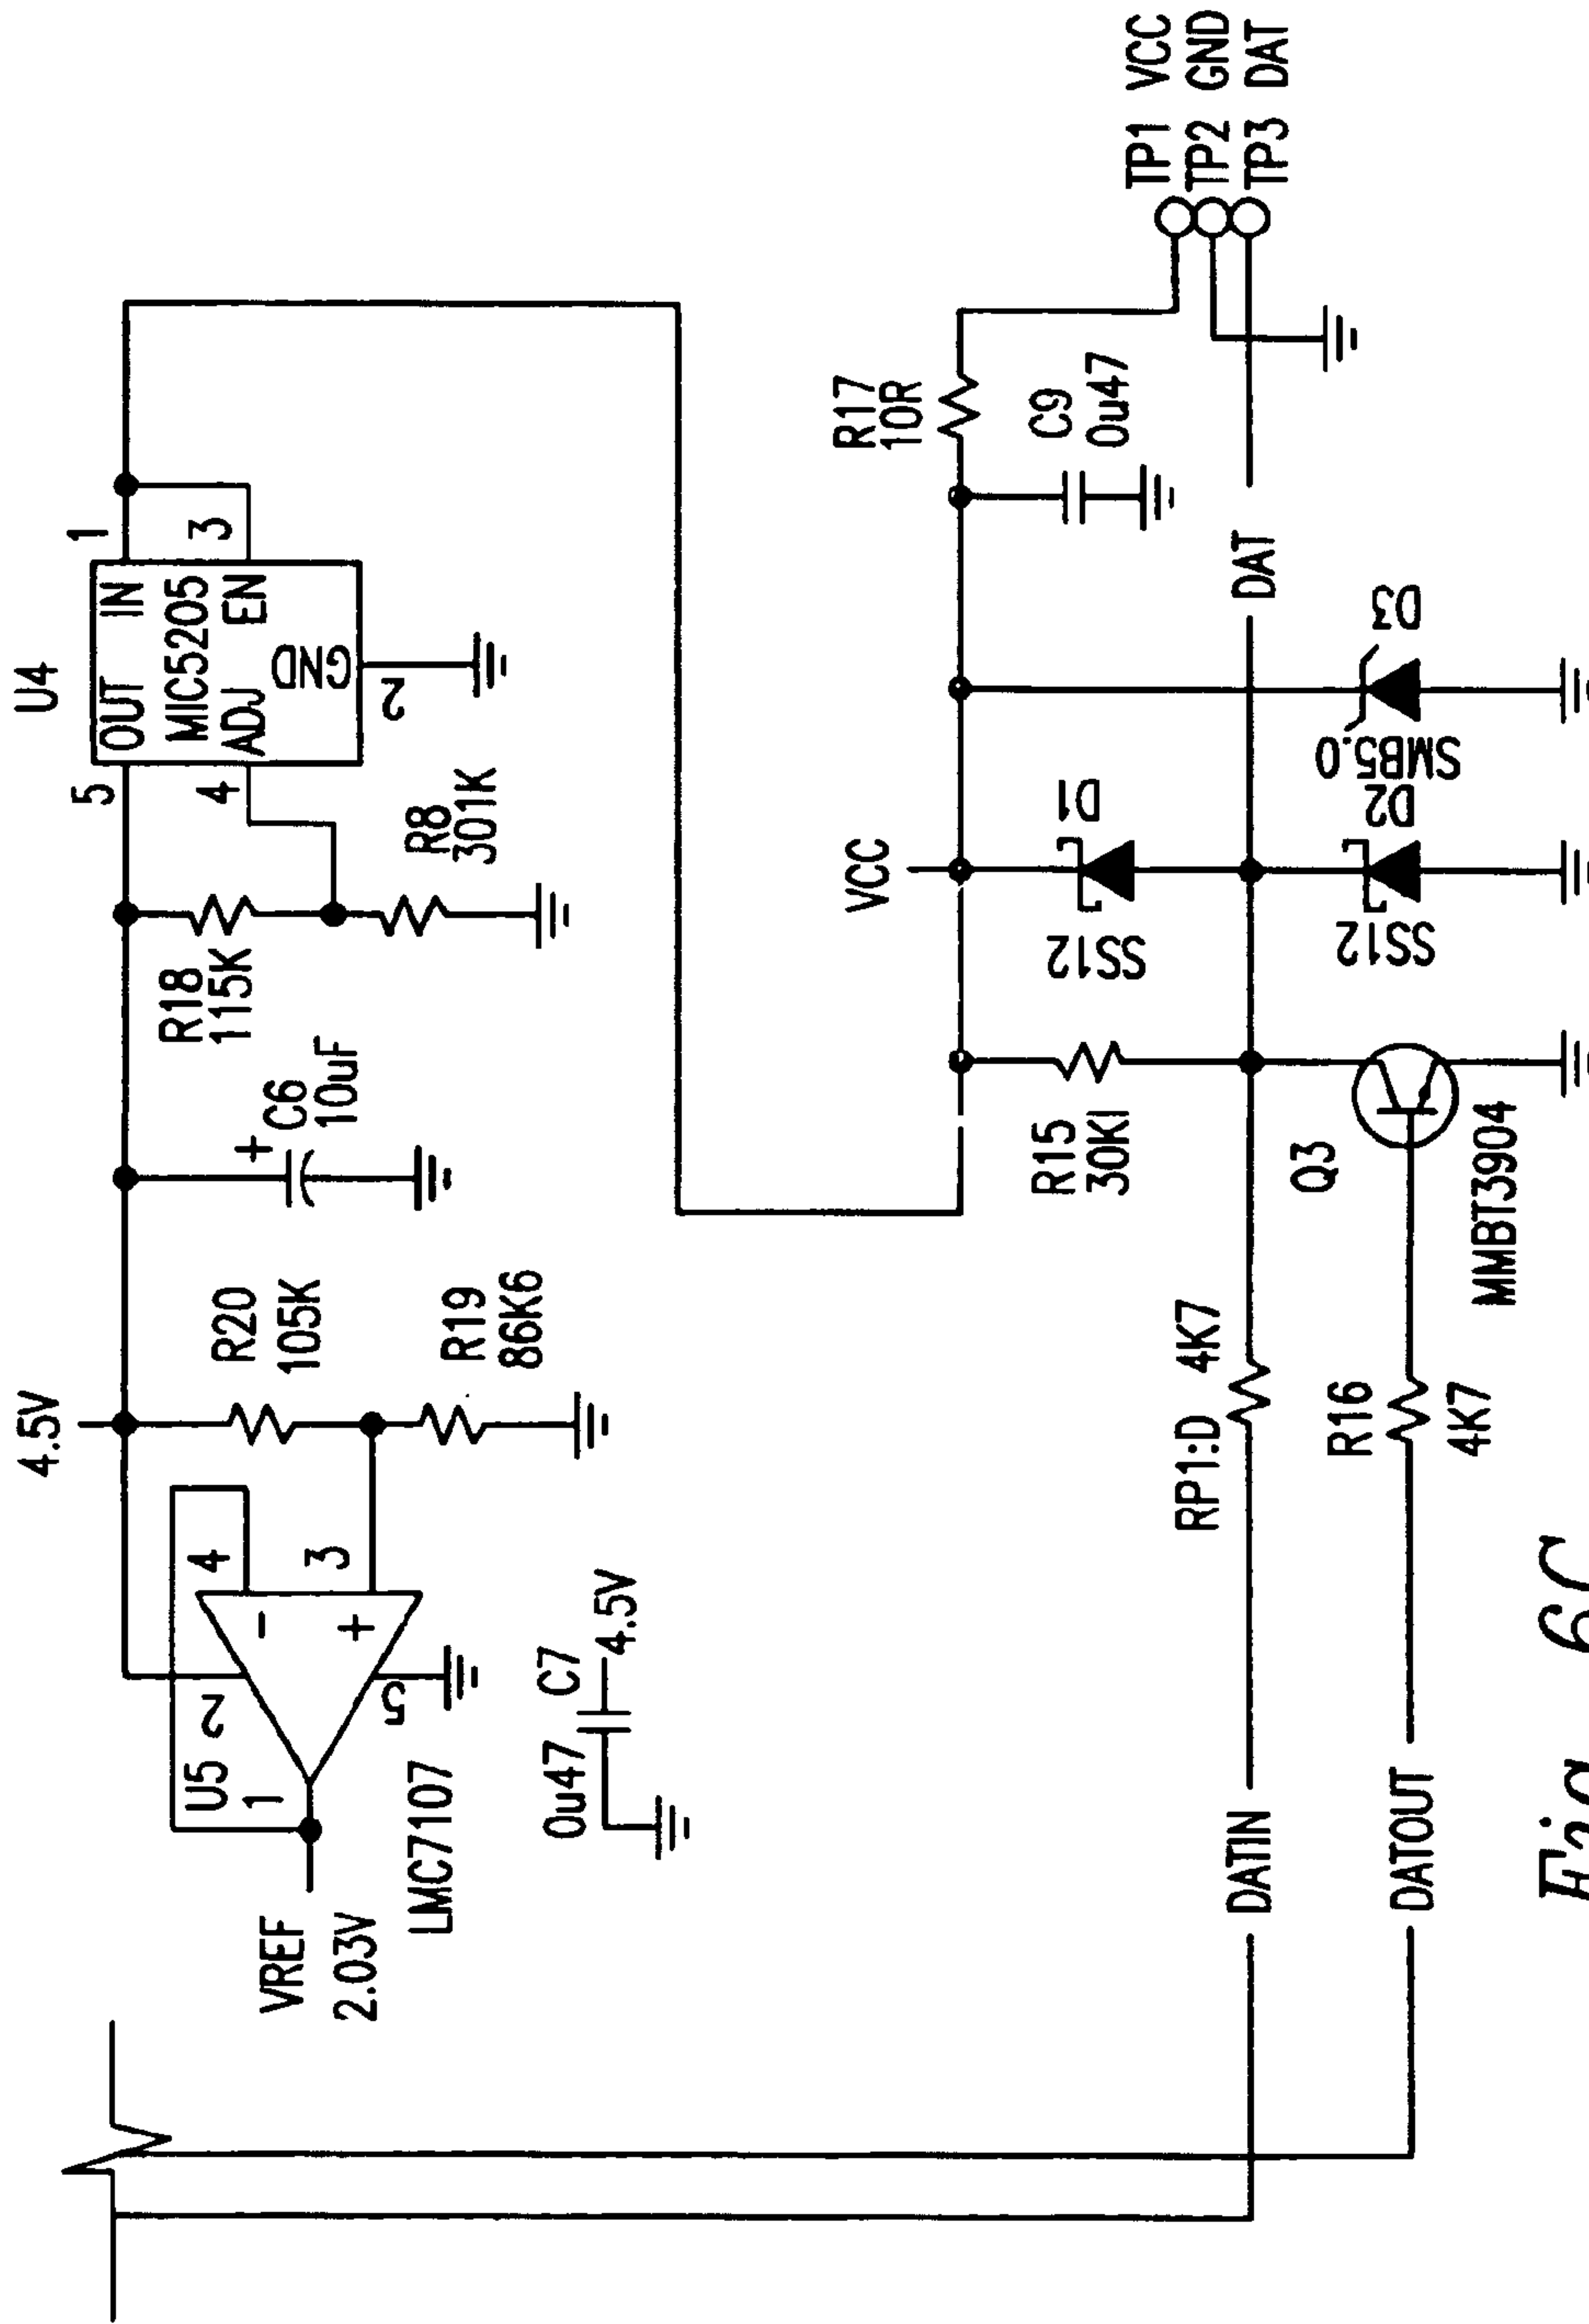 U4
OUT IN
MIC5205
ADJ EN
GND
1
3
5
4
2
R8
301K
R18
115K
+
C6
10uF
R20
105K
R19
86K6
4.5V
4
3
-
+
2
5
U5
1
LMC7107
VREF
2.03V
C7
0u47
4.5V
TP1 VCC
TP2 GND
TP3 DAT
R17
10R
C9
0u47
VCC
DAT
D3
SMB5.0
D1
SS12
D2
SS12
R15
30KI
Q3
MMBT3904
RP1:D 4K7
R16
4K7
DATIN
DATOUT
Fig. 6C